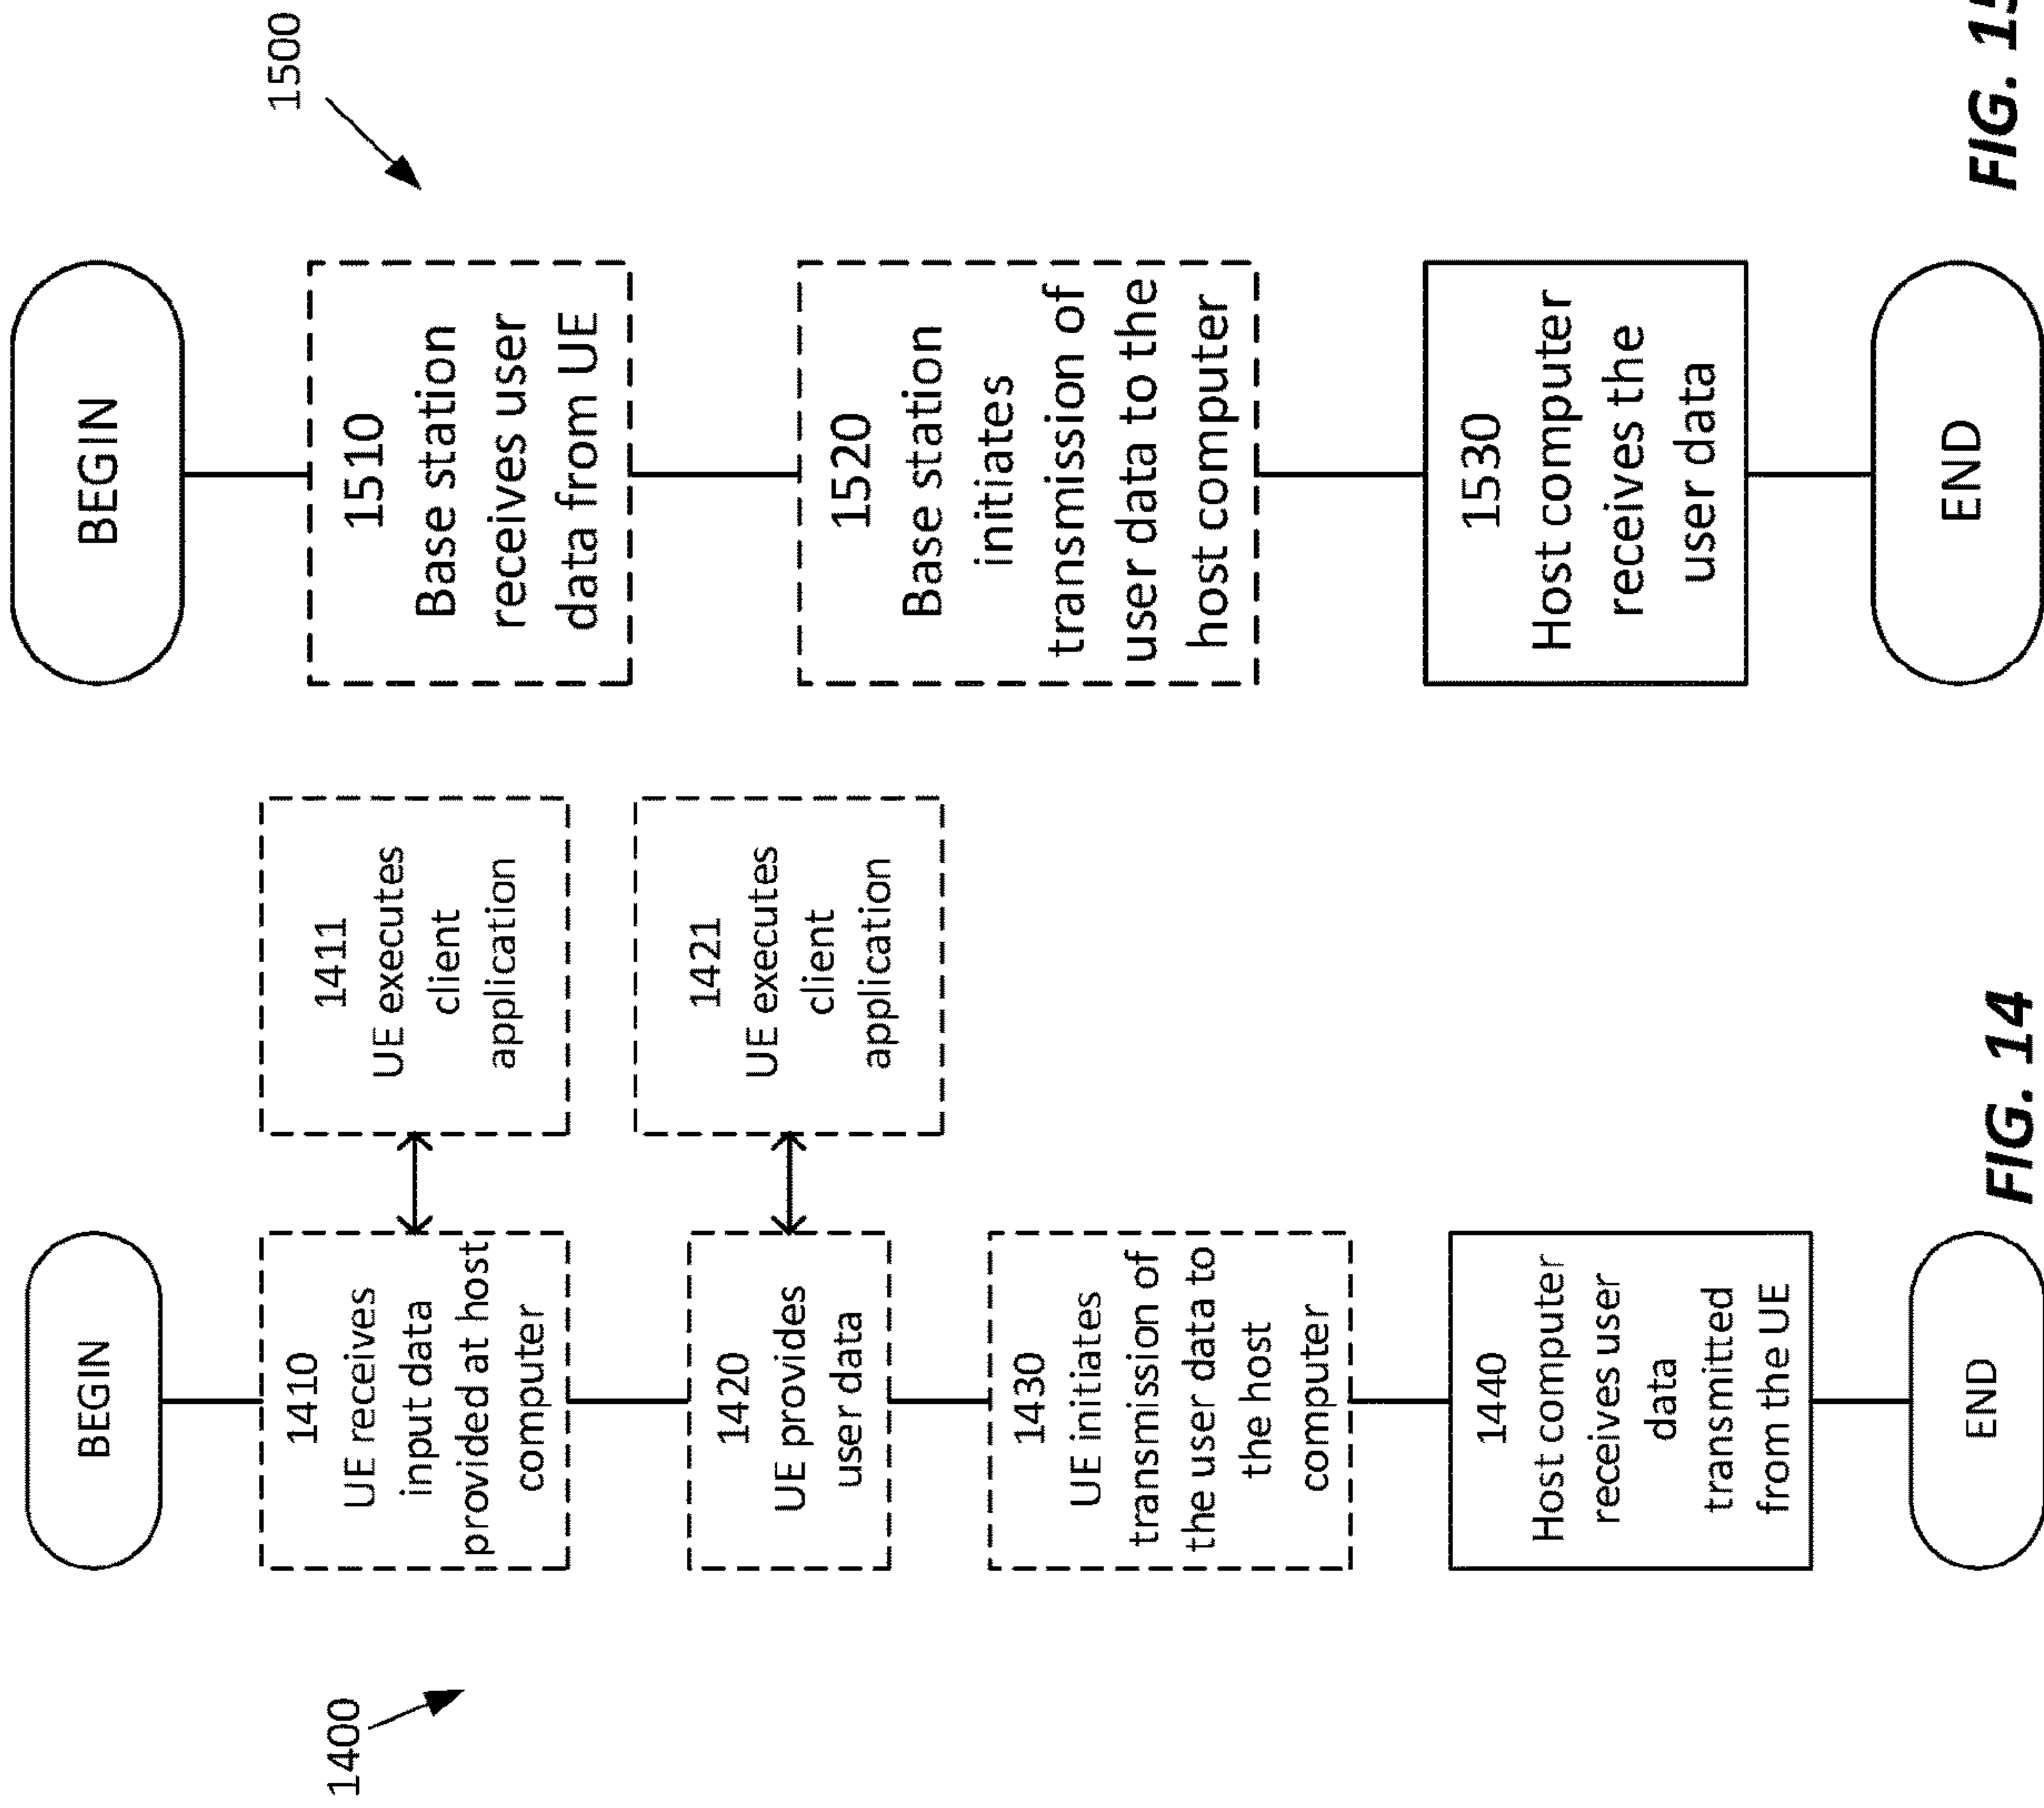 1400
BEGIN
1410
UE receives
input data
provided at host
computer
1411
UE executes
client
application
1420
UE provides
user data
1421
UE executes
client
application
1430
UE initiates
transmission of
the user data to
the host
computer
1440
Host computer
receives user
data
transmitted
from the UE
END
FIG. 14
1500
BEGIN
1510
Base station
receives user
data from UE
1520
Base station
initiates
transmission of
user data to the
host computer
1530
Host computer
receives the
user data
END
FIG. 15